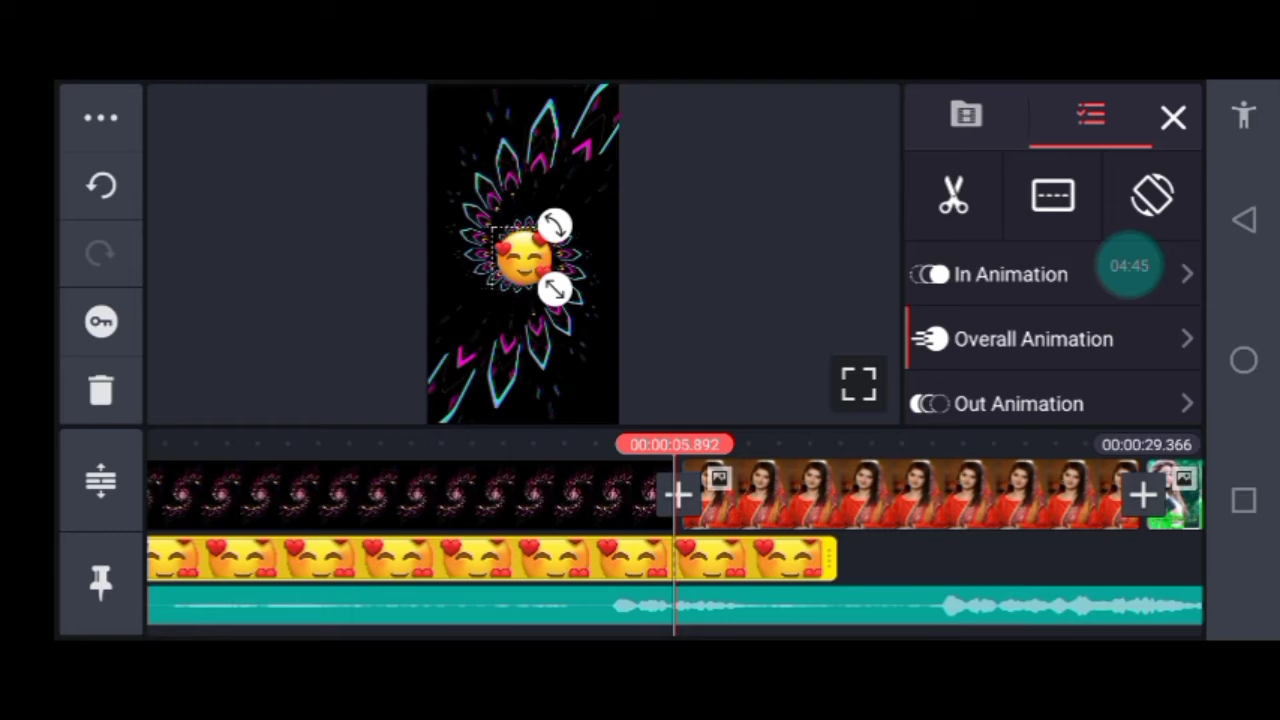 In Animation
04:45
Overall Animation
Out Animation
00:00:05.892
00:00:29.366